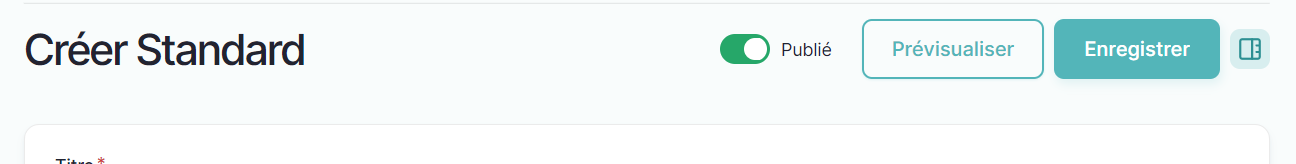 Créer Standard
Publié
Prévisualiser
Enregistrer
Titre *